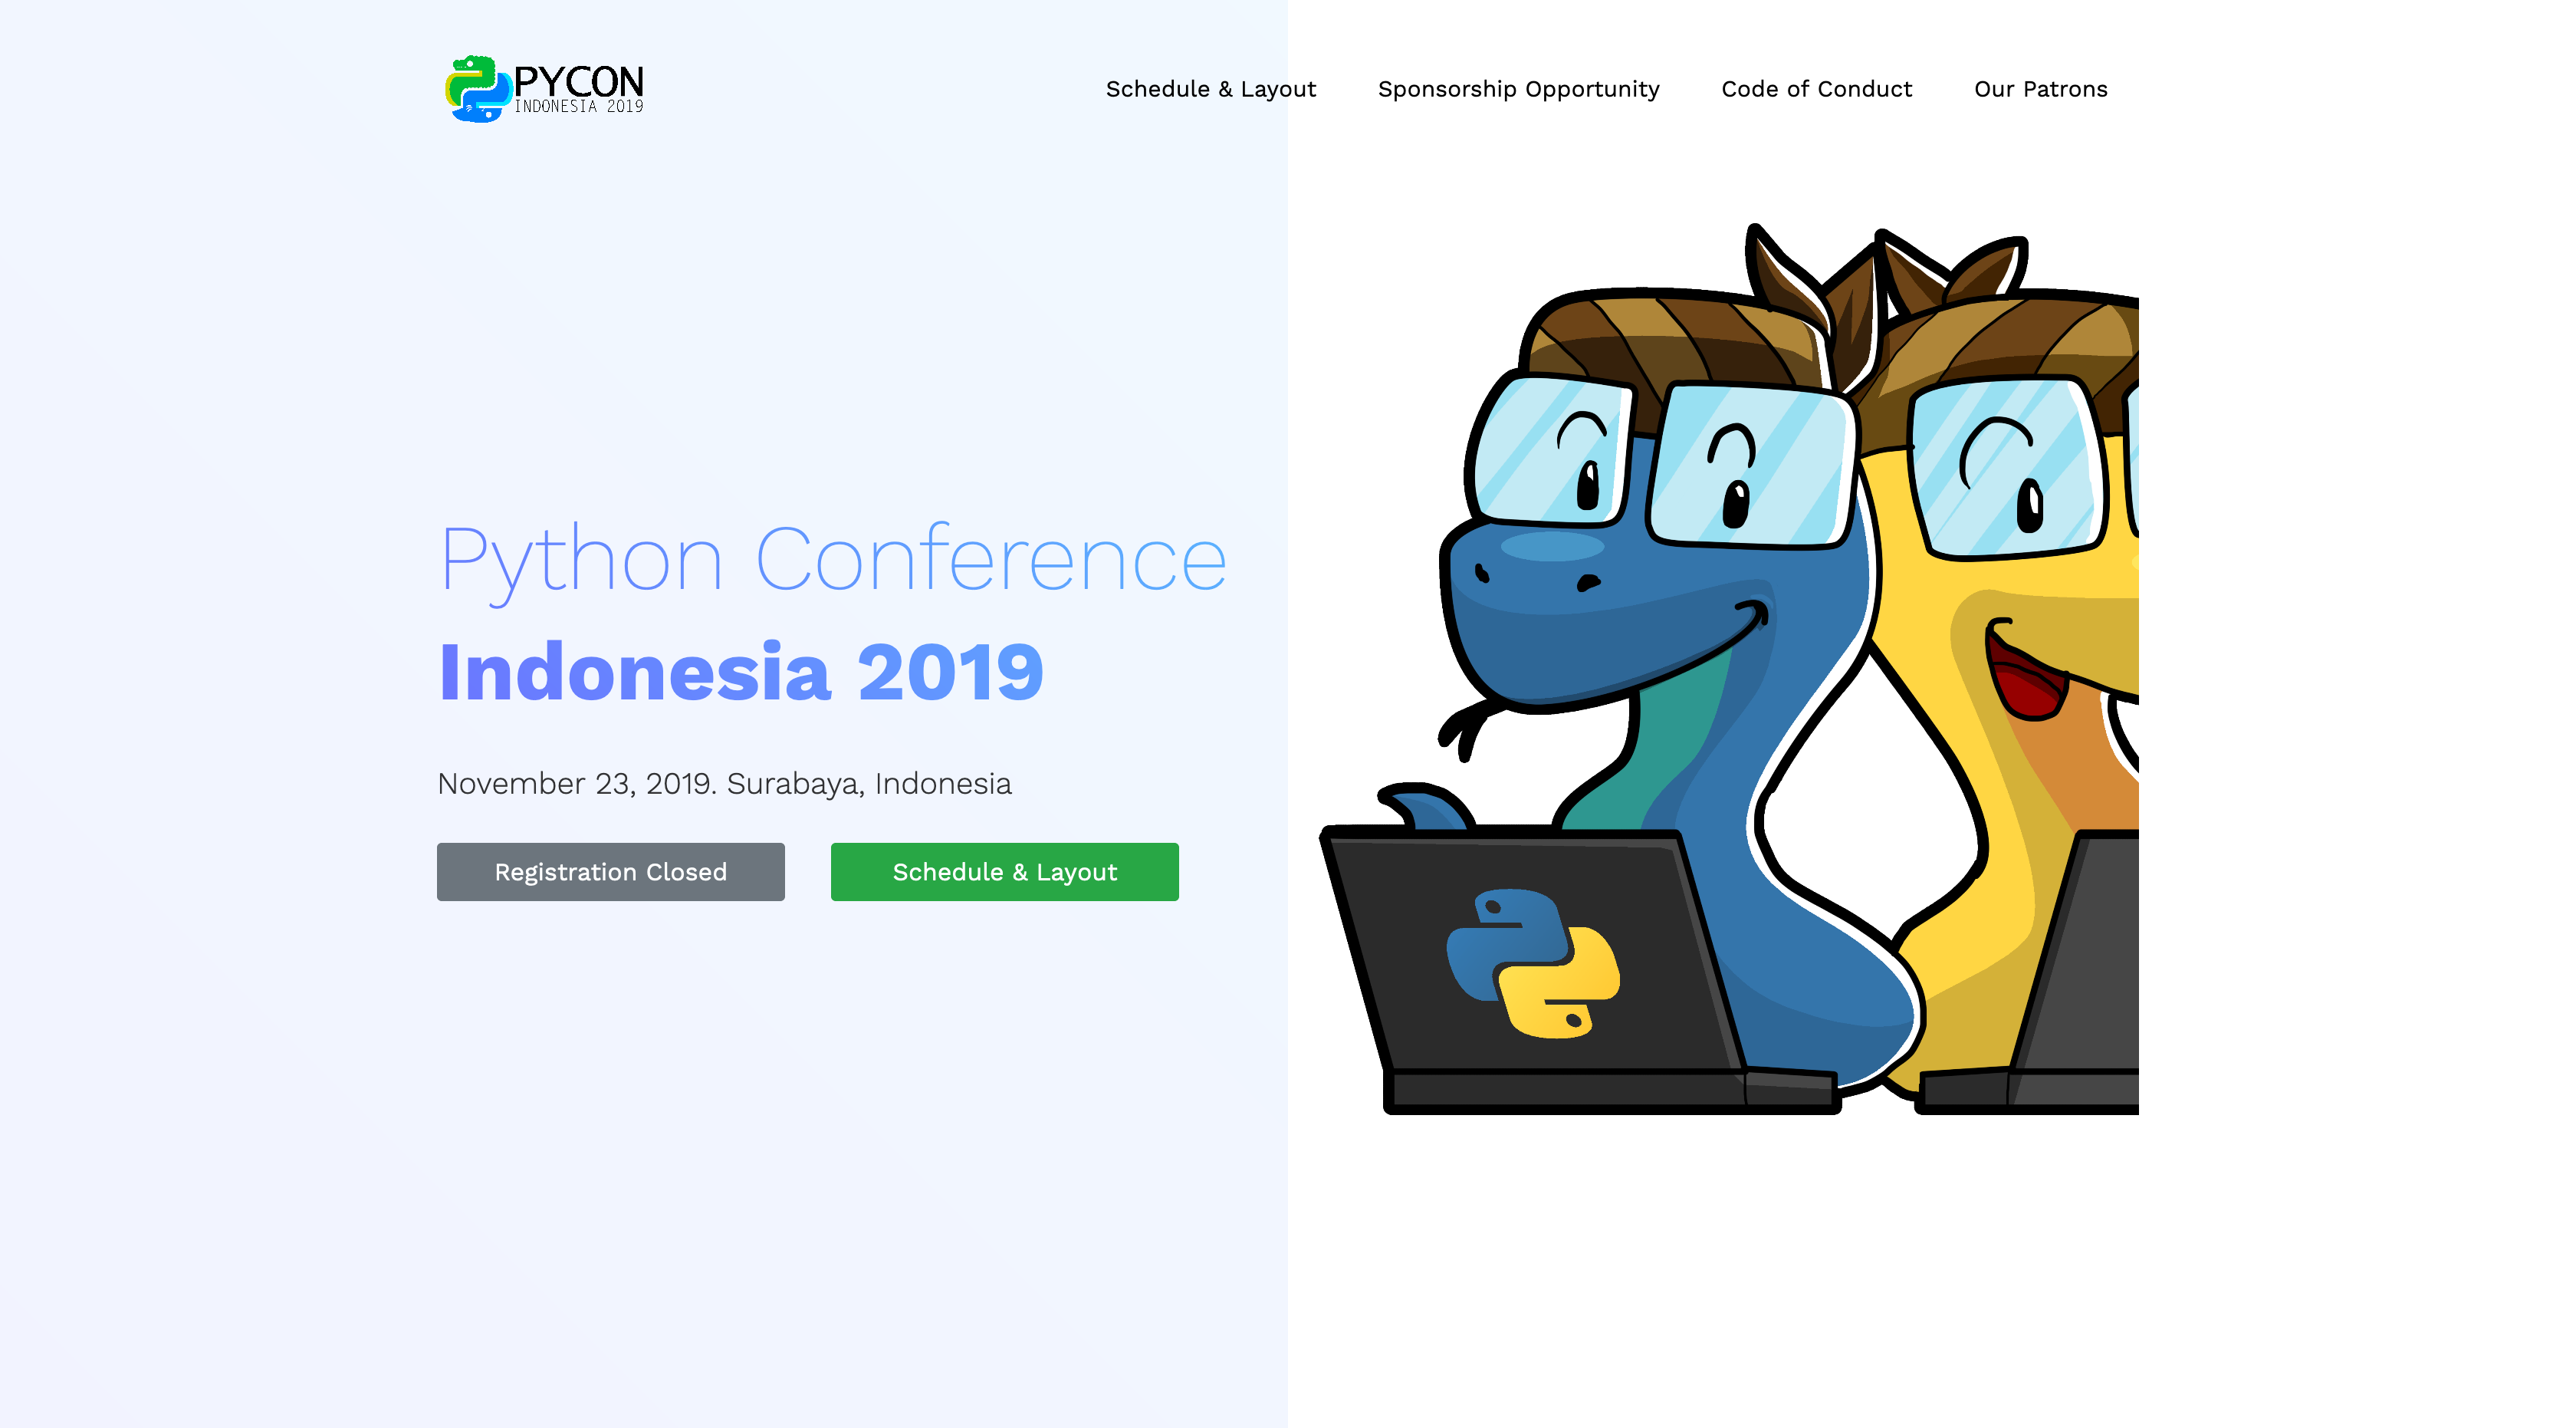 PYCON
INDONESIA 2019
Schedule & Layout
Sponsorship Opportunity
Code of Conduct
Our Patrons
Python Conference
Indonesia 2019
November 23, 2019. Surabaya, Indonesia
Registration Closed
Schedule & Layout